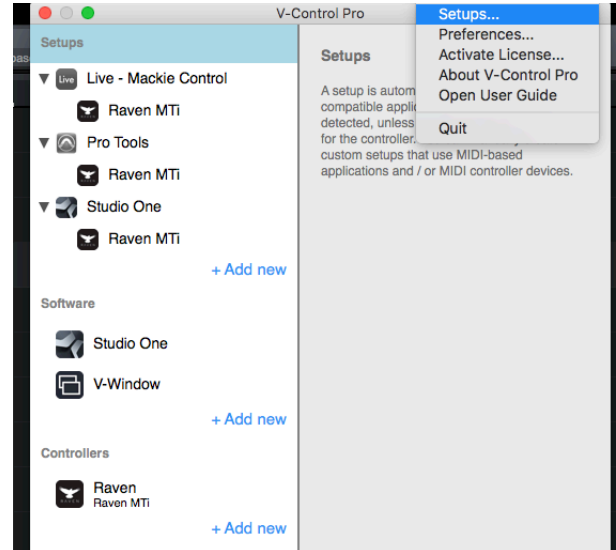 V-Control Pro
Setups
Live - Mackie Control
Raven MTi
Pro Tools
Raven MTi
Studio One
Raven MTi
+ Add new
Software
Studio One
V-Window
+ Add new
Controllers
Raven
Raven MTi
+ Add new
Setups
A setup is autom
compatible applic
detected, unless
for the controller.
custom setups that use MIDI-based
applications and / or MIDI controller devices.
Setups...
Preferences...
Activate License...
About V-Control Pro
Open User Guide
Quit